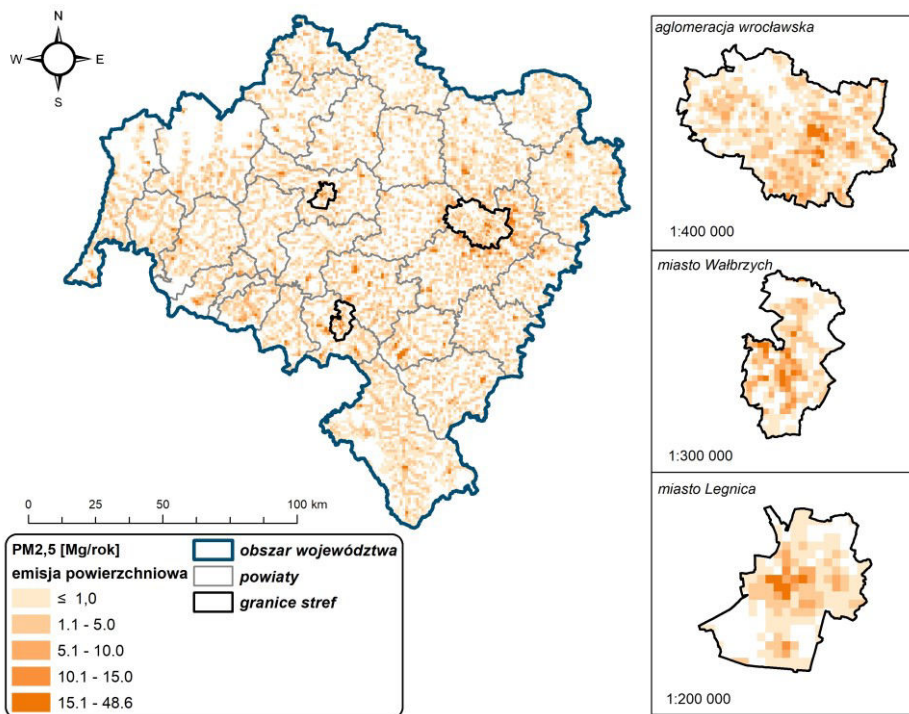 N
W E
S
0 25 50 100 km
PM2,5 [Mg/rok]
emisja powierzchniowa
≤ 1,0
1.1 - 5.0
5.1 - 10.0
10.1 - 15.0
15.1 - 48.6
obszar województwa
powiaty
granice stref
aglomeracja wrocławska
1:400 000
miasto Wałbrzych
1:300 000
miasto Legnica
1:200 000